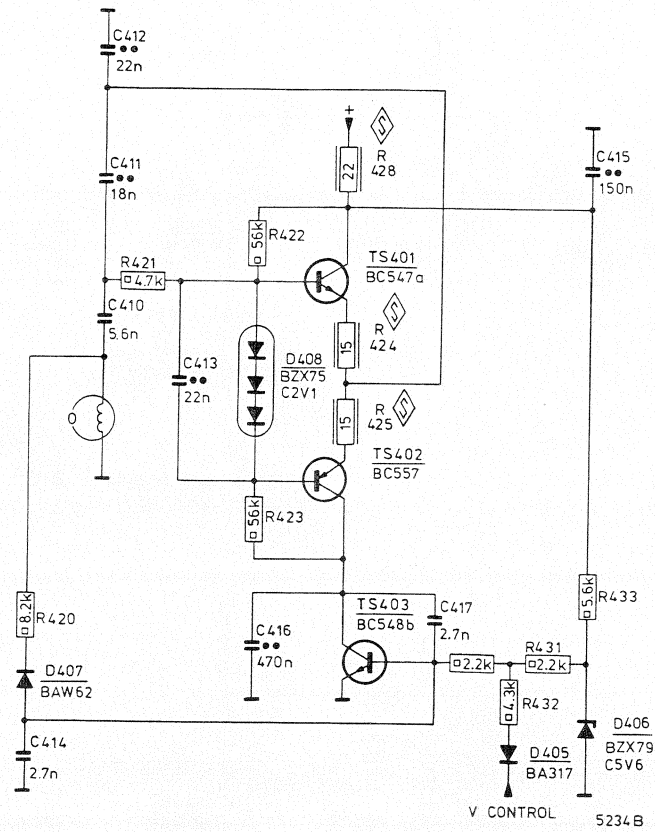 C412
22n
+
R
428
22
C411
18n
C415
150n
56k
R422
R421
4.7k
TS401
BC547a
C410
5.6n
R
424
15
C413
22n
D408
BZX75
C2V1
R
425
15
TS402
BC557
56k
R423
5.6k
R433
8.2k
R420
TS403
BC548b
C417
2.7n
C416
470n
R431
2.2k
2.2k
D407
BAW62
4.3k
R432
D406
BZX79
C5V6
C414
2.7n
D405
BA317
V CONTROL
5234B